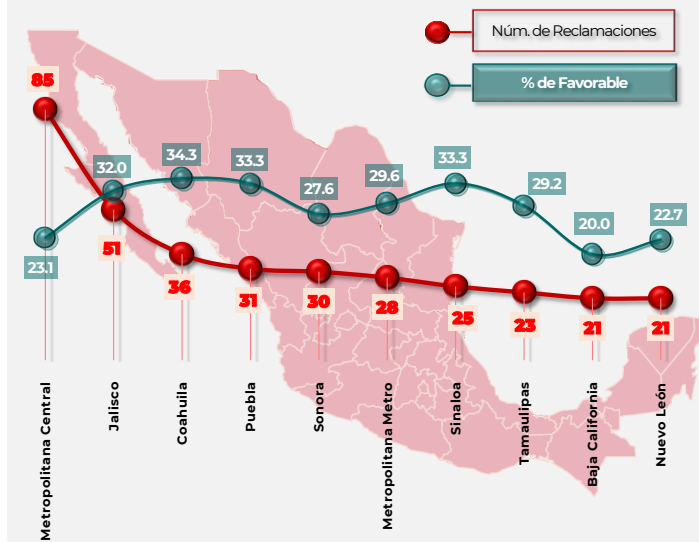 Núm. de Reclamaciones
% de Favorable
85
32.0
34.3
33.3
27.6
29.6
33.3
29.2
20.0
22.7
23.1
51
36
31
30
28
25
23
21
21
Metropolitana Central
Jalisco
Coahuila
Puebla
Sonora
Metropolitana Metro
Sinaloa
Tamaulipas
Baja California
Nuevo León